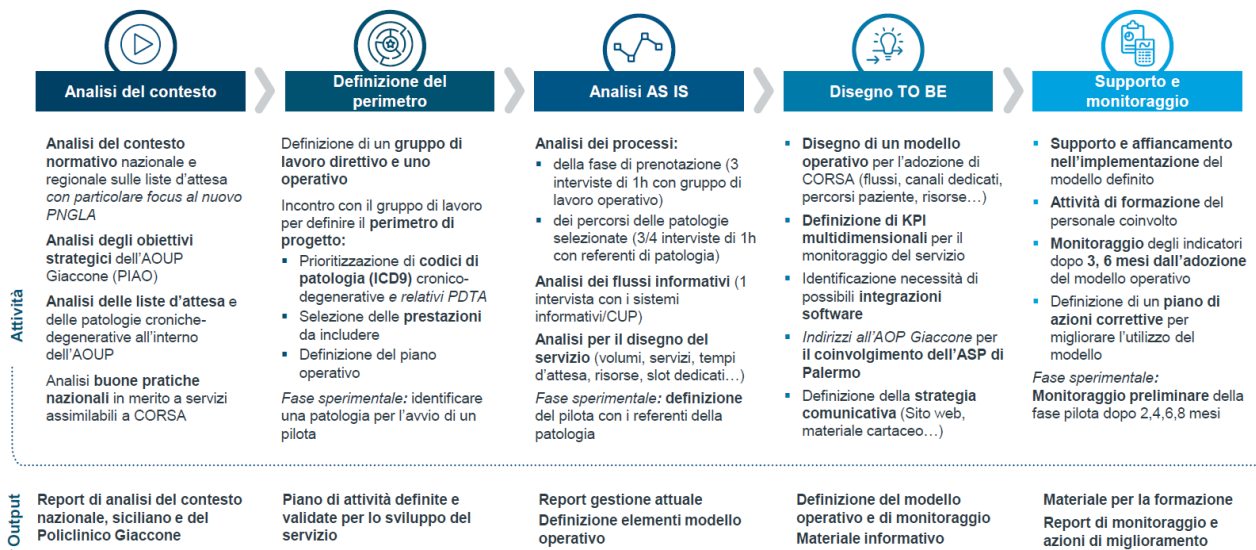 Analisi del contesto
Definizione del
perimetro
Analisi AS IS
Disegno TO BE
Supporto e
monitoraggio
Attività
Analisi del contesto
normativo nazionale e
regionale sulle liste d'attesa
con particolare focus al nuovo
PNGLA
Analisi degli obiettivi
strategici dell'AOUP
Giaccone (PIAO)
Analisi delle liste d'attesa e
delle patologie croniche-
degenerative all'interno
dell'AOUP
Analisi buone pratiche
nazionali in merito a servizi
assimilabili a CORSA
Definizione di un gruppo di
lavoro direttivo e uno
operativo
Incontro con il gruppo di lavoro
per definire il perimetro di
progetto:
▪ Prioritizzazione di codici di
patologia (ICD9) cronico-
degenerative e relativi PDTA
▪ Selezione delle prestazioni
da includere
▪ Definizione del piano
operativo
Fase sperimentale: identificare
una patologia per l'avvio di un
pilota
Analisi dei processi:
▪ della fase di prenotazione (3
interviste di 1h con gruppo di
lavoro operativo)
▪ dei percorsi delle patologie
selezionate (3/4 interviste di 1h
con referenti di patologia)
Analisi dei flussi informativi (1
intervista con i sistemi
informativi/CUP)
Analisi per il disegno del
servizio (volumi, servizi, tempi
d'attesa, risorse, slot dedicati…)
Fase sperimentale: definizione
del pilota con i referenti della
patologia
▪ Disegno di un modello
operativo per l'adozione di
CORSA (flussi, canali dedicati,
percorsi paziente, risorse…)
▪ Definizione di KPI
multidimensionali per il
monitoraggio del servizio
▪ Identificazione necessità di
possibili integrazioni
software
▪ Indirizzi all'AOP Giaccone per
il coinvolgimento dell'ASP di
Palermo
▪ Definizione della strategia
comunicativa (Sito web,
materiale cartaceo…)
▪ Supporto e affiancamento
nell'implementazione del
modello definito
▪ Attività di formazione del
personale coinvolto
▪ Monitoraggio degli indicatori
dopo 3, 6 mesi dall'adozione
del modello operativo
▪ Definizione di un piano di
azioni correttive per
migliorare l'utilizzo del
modello
Fase sperimentale:
Monitoraggio preliminare della
fase pilota dopo 2,4,6,8 mesi
Output
Report di analisi del contesto
nazionale, siciliano e del
Policlinico Giaccone
Piano di attività definite e
validate per lo sviluppo del
servizio
Report gestione attuale
Definizione elementi modello
operativo
Definizione del modello
operativo e di monitoraggio
Materiale informativo
Materiale per la formazione
Report di monitoraggio e
azioni di miglioramento